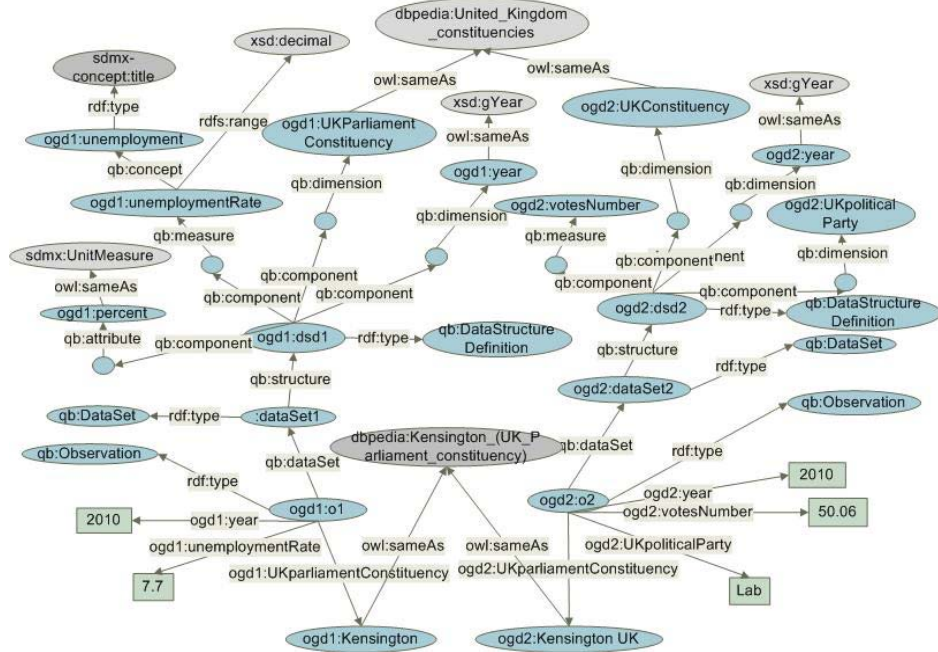 dbpedia:United_Kingdom
_constituencies
xsd:decimal
sdmx-
concept:title
owl:sameAs
owl:sameAs
xsd:gYear
xsd:gYear
rdf:type
rdfs:range
ogd1:UKParliament
Constituency
ogd2:UKConstituency
owl:sameAs
owl:sameAs
ogd1:unemployment
ogd2:year
qb:concept
ogd1:year
qb:dimension
qb:dimension
qb:dimension
ogd1:unemploymentRate
ogd2:votesNumber
ogd2:UKpolitical
Party
qb:dimension
qb:measure
qb:measure
qb:dimension
sdmx:UnitMeasure
qb:component
qb:component
nent
owl:sameAs
qb:component
qb:component
qb:component
qb:component
ogd1:percent
ogd2:dsd2
qb:DataStructure
Definition
rdf:type
qb:attribute
qb:component
ogd1:dsd1
rdf:type
qb:DataStructure
Definition
qb:structure
qb:DataSet
rdf:type
qb:structure
ogd2:dataSet2
qb:DataSet
rdf:type
:dataSet1
qb:Observation
dbpedia:Kensington_(UK_P
arliament_constituency)
qb:dataSet
qb:Observation
qb:dataSet
rdf:type
rdf:type
2010
ogd2:year
ogd1:o1
ogd2:o2
2010
ogd1:year
ogd2:votesNumber
50.06
ogd1:unemploymentRate
owl:sameAs
owl:sameAs
ogd2:UKpoliticalParty
ogd1:UKparliamentConstituency
ogd2:UKparliamentConstituency
7.7
Lab
ogd1:Kensington
ogd2:Kensington UK